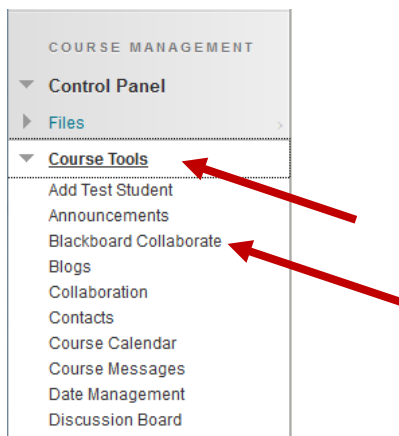 COURSE MANAGEMENT
Control Panel
Files
Course Tools
Add Test Student
Announcements
Blackboard Collaborate
Blogs
Collaboration
Contacts
Course Calendar
Course Messages
Date Management
Discussion Board